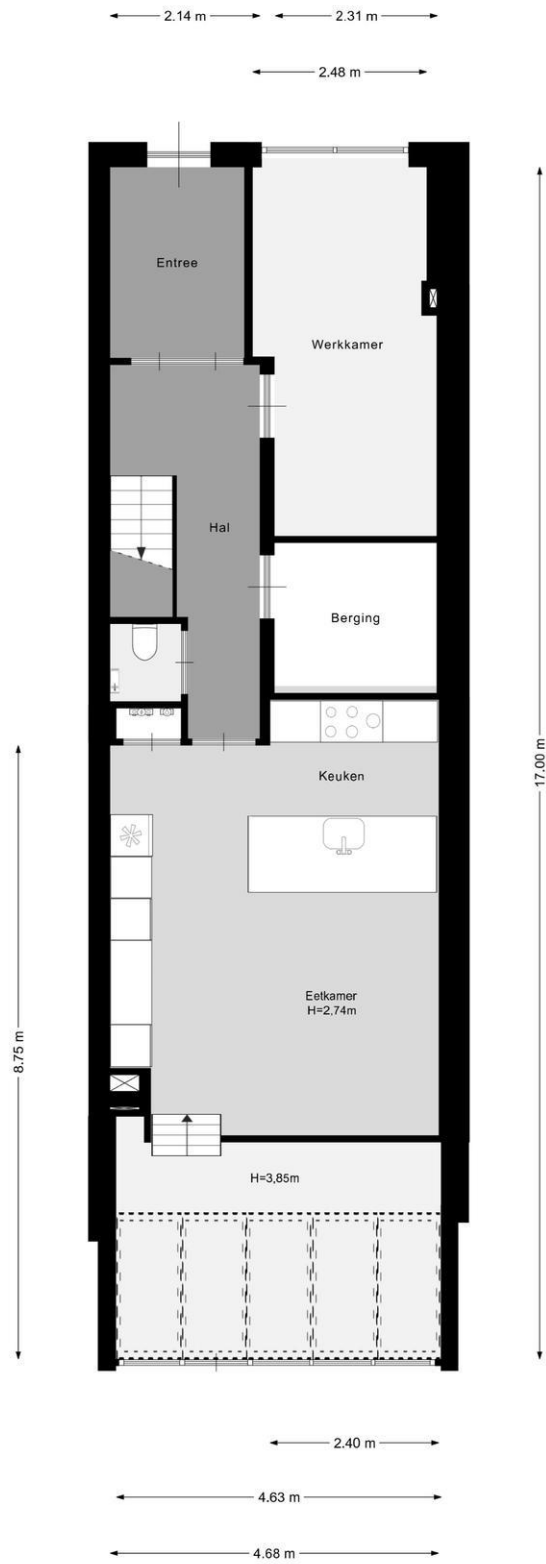 2.14 m
2.31 m
2.48 m
Entree
Werkkamer
Hal
Berging
Keuken
17.00 m
Eetkamer
H=2,74m
8.75 m
H=3,85m
2.40 m
4.63 m
4.68 m